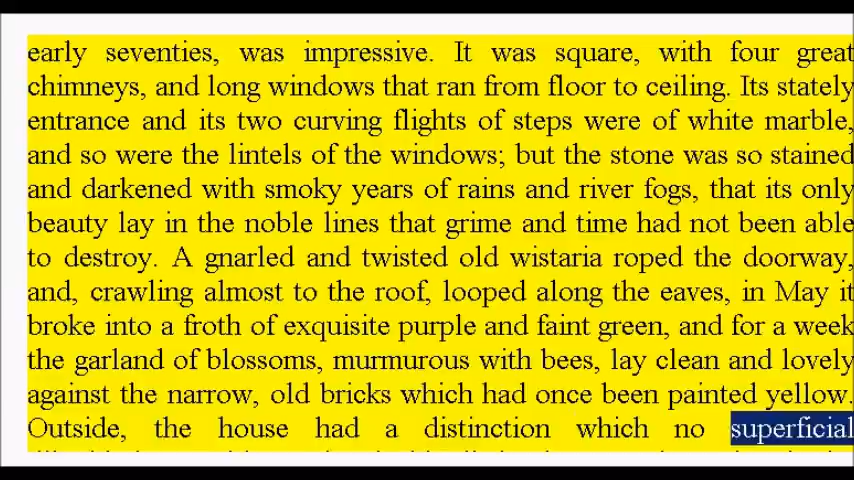 early seventies, was impressive. It was square, with four great
chimneys, and long windows that ran from floor to ceiling. Its stately
entrance and its two curving flights of steps were of white marble,
and so were the lintels of the windows; but the stone was so stained
and darkened with smoky years of rains and river fogs, that its only
beauty lay in the noble lines that grime and time had not been able
to destroy. A gnarled and twisted old wistaria roped the doorway,
and, crawling almost to the roof, looped along the eaves, in May it
broke into a froth of exquisite purple and faint green, and for a week
the garland of blossoms, murmurous with bees, lay clean and lovely
against the narrow, old bricks which had once been painted yellow.
Outside, the house had a distinction which no superficial